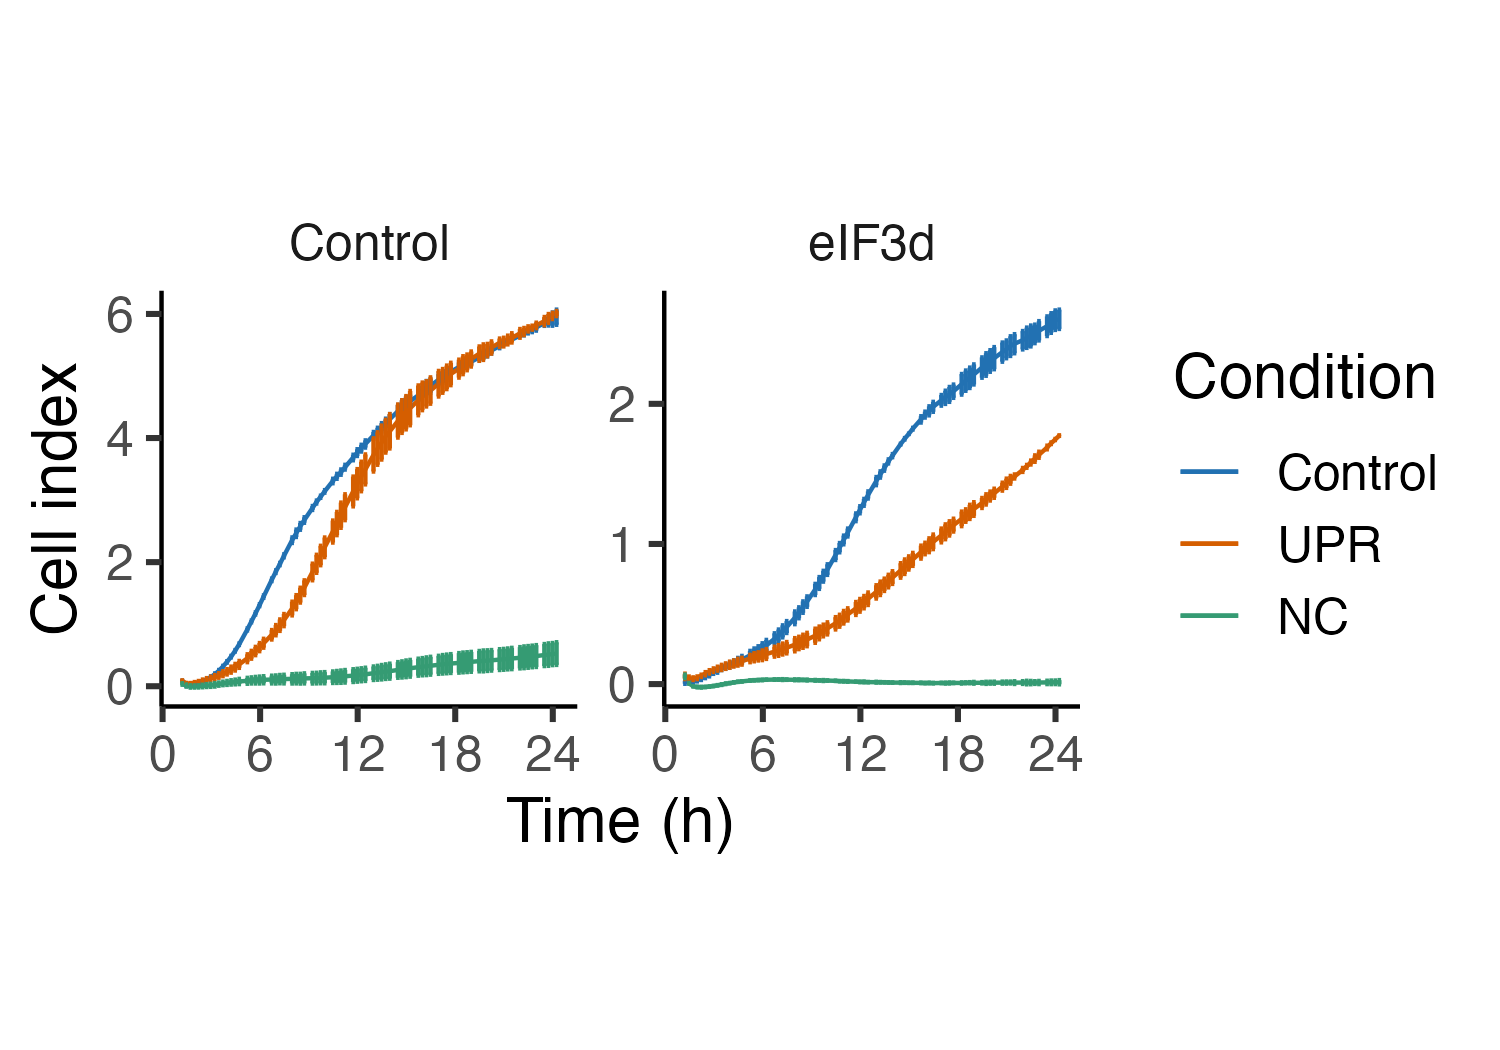 Control
eIF3d
Cell index
6
4
2
0
2
1
0
0 6 12 18 24
0 6 12 18 24
Time (h)
Condition
Control
UPR
NC